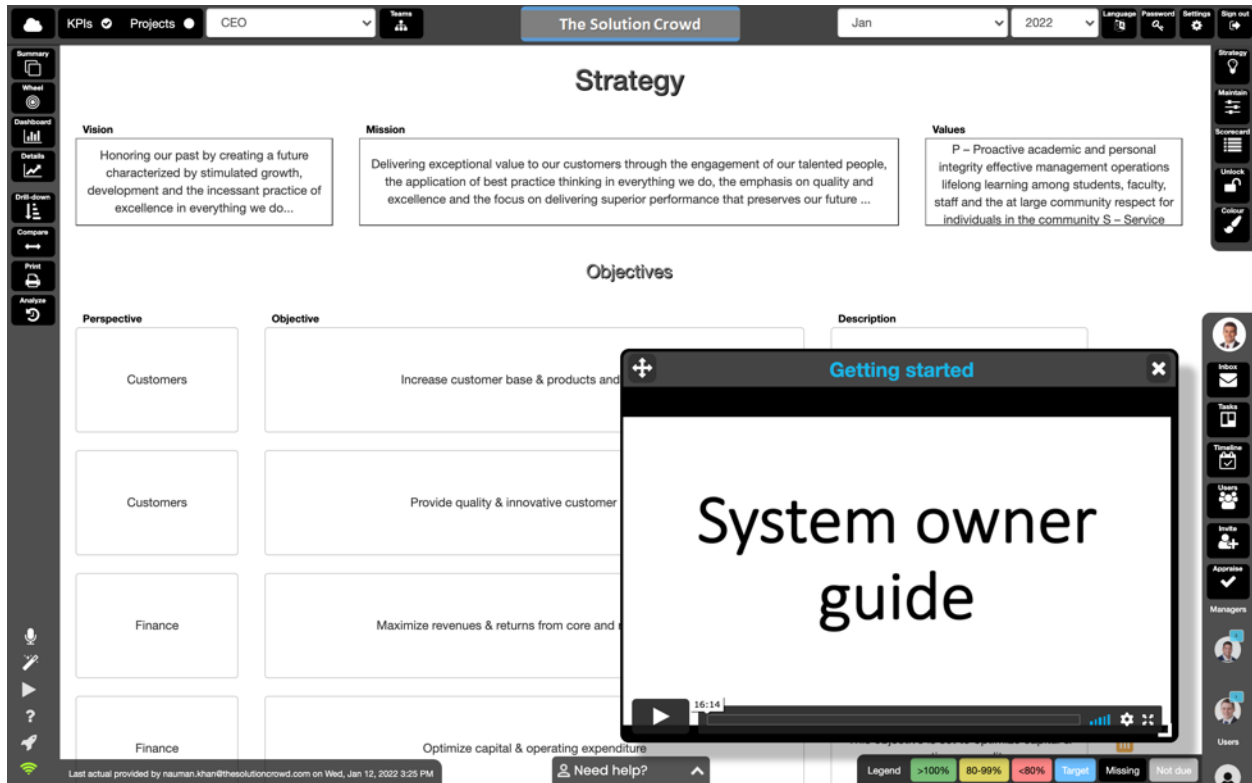 KPIs Projects CEO Teams The Solution Crowd Jan 2022 Language Password Settings Sign out
Summary
Wheel
Dashboard
Details
Drill-down
Compare
Print
Analyze
Strategy
Maintain
Scorecard
Unlock
Colour
Strategy
Vision
Honoring our past by creating a future
characterized by stimulated growth,
development and the incessant practice of
excellence in everything we do...
Mission
Delivering exceptional value to our customers through the engagement of our talented people,
the application of best practice thinking in everything we do, the emphasis on quality and
excellence and the focus on delivering superior performance that preserves our future ...
Values
P – Proactive academic and personal
integrity effective management operations
lifelong learning among students, faculty,
staff and the at large community respect for
individuals in the community S – Service
Objectives
Perspective Objective Description
Customers Increase customer base & products and
Customers Provide quality & innovative customer
Finance Maximize revenues & returns from core and
Finance Optimize capital & operating expenditure
Getting started
System owner
guide
16:14
Inbox
Tasks
Timeline
Users
Invite
Appraise
Managers
Users
?
Last actual provided by nauman.khan@thesolutioncrowd.com on Wed, Jan 12, 2022 3:25 PM
Need help?
Legend >100% 80-99% <80% Target Missing Not due